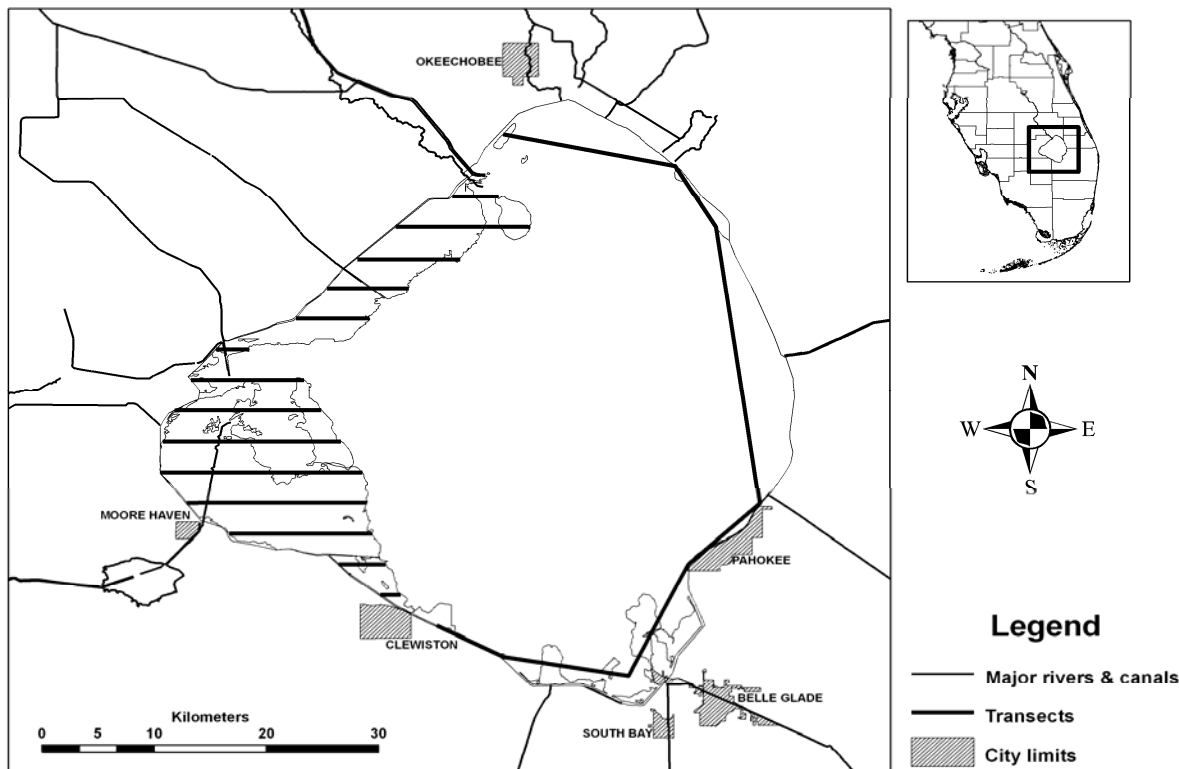 OKEECHOBEE
MOORE HAVEN
PAHOKEE
CLEWISTON
BELLE GLADE
SOUTH BAY
Kilometers
0 5 10 20 30
N
W E
S
Legend
Major rivers & canals
Transects
City limits